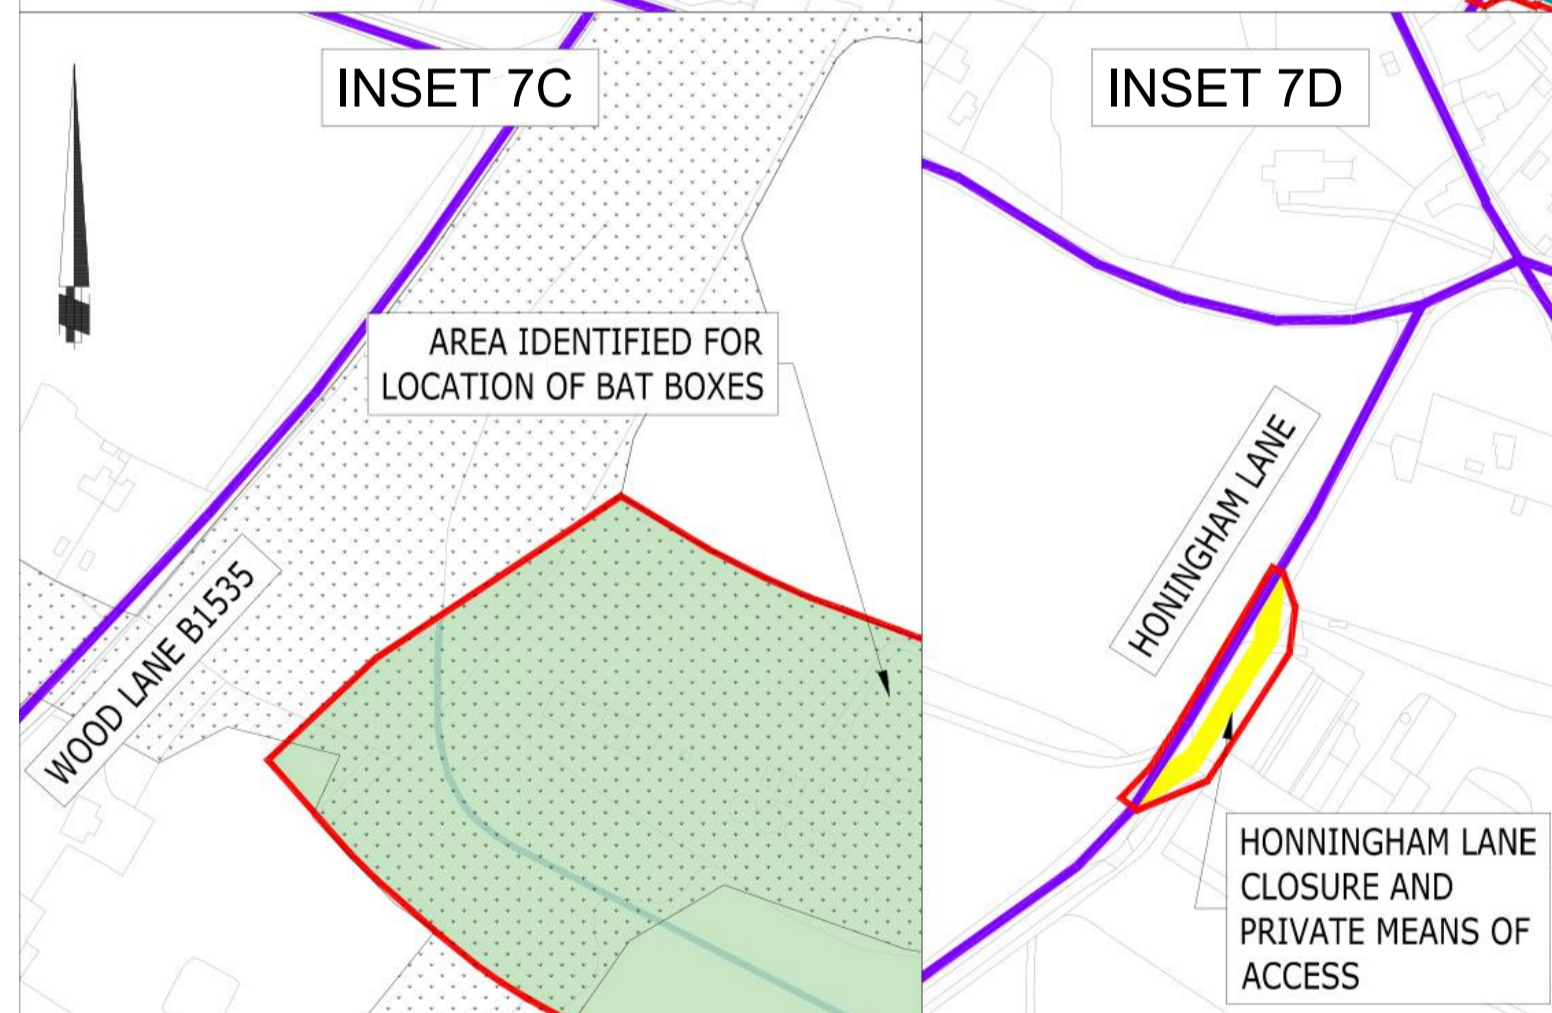 INSET 7C
AREA IDENTIFIED FOR
LOCATION OF BAT BOXES
WOOD LANE B1535
INSET 7D
HONINGHAM LANE
HONNINGHAM LANE
CLOSURE AND
PRIVATE MEANS OF
ACCESS